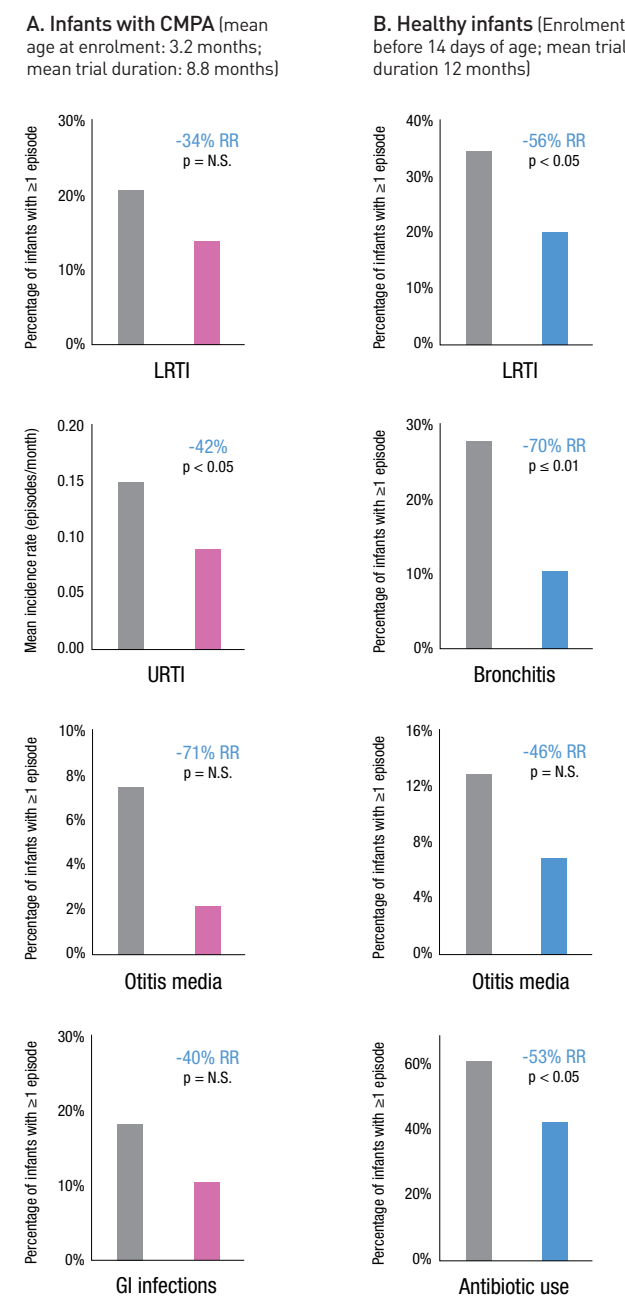 A. Infants with CMPA (mean
age at enrolment: 3.2 months;
mean trial duration: 8.8 months)
Percentage of infants with ≥1 episode
30%
20%
10%
0%
-34% RR
p = N.S.
LRTI
Mean incidence rate (episodes/month)
0.20
0.15
0.10
0.05
0.00
-42%
p < 0.05
URTI
Percentage of infants with ≥1 episode
10%
8%
6%
4%
2%
0%
-71% RR
p = N.S.
Otitis media
Percentage of infants with ≥1 episode
30%
20%
10%
0%
-40% RR
p = N.S.
GI infections
B. Healthy infants (Enrolment
before 14 days of age; mean trial
duration 12 months)
Percentage of infants with ≥1 episode
40%
30%
20%
10%
0%
-56% RR
p < 0.05
LRTI
Percentage of infants with ≥1 episode
30%
20%
10%
0%
-70% RR
p ≤ 0.01
Bronchitis
Percentage of infants with ≥1 episode
16%
12%
8%
4%
0%
-46% RR
p = N.S.
Otitis media
Percentage of infants with ≥1 episode
60%
40%
20%
0%
-53% RR
p < 0.05
Antibiotic use